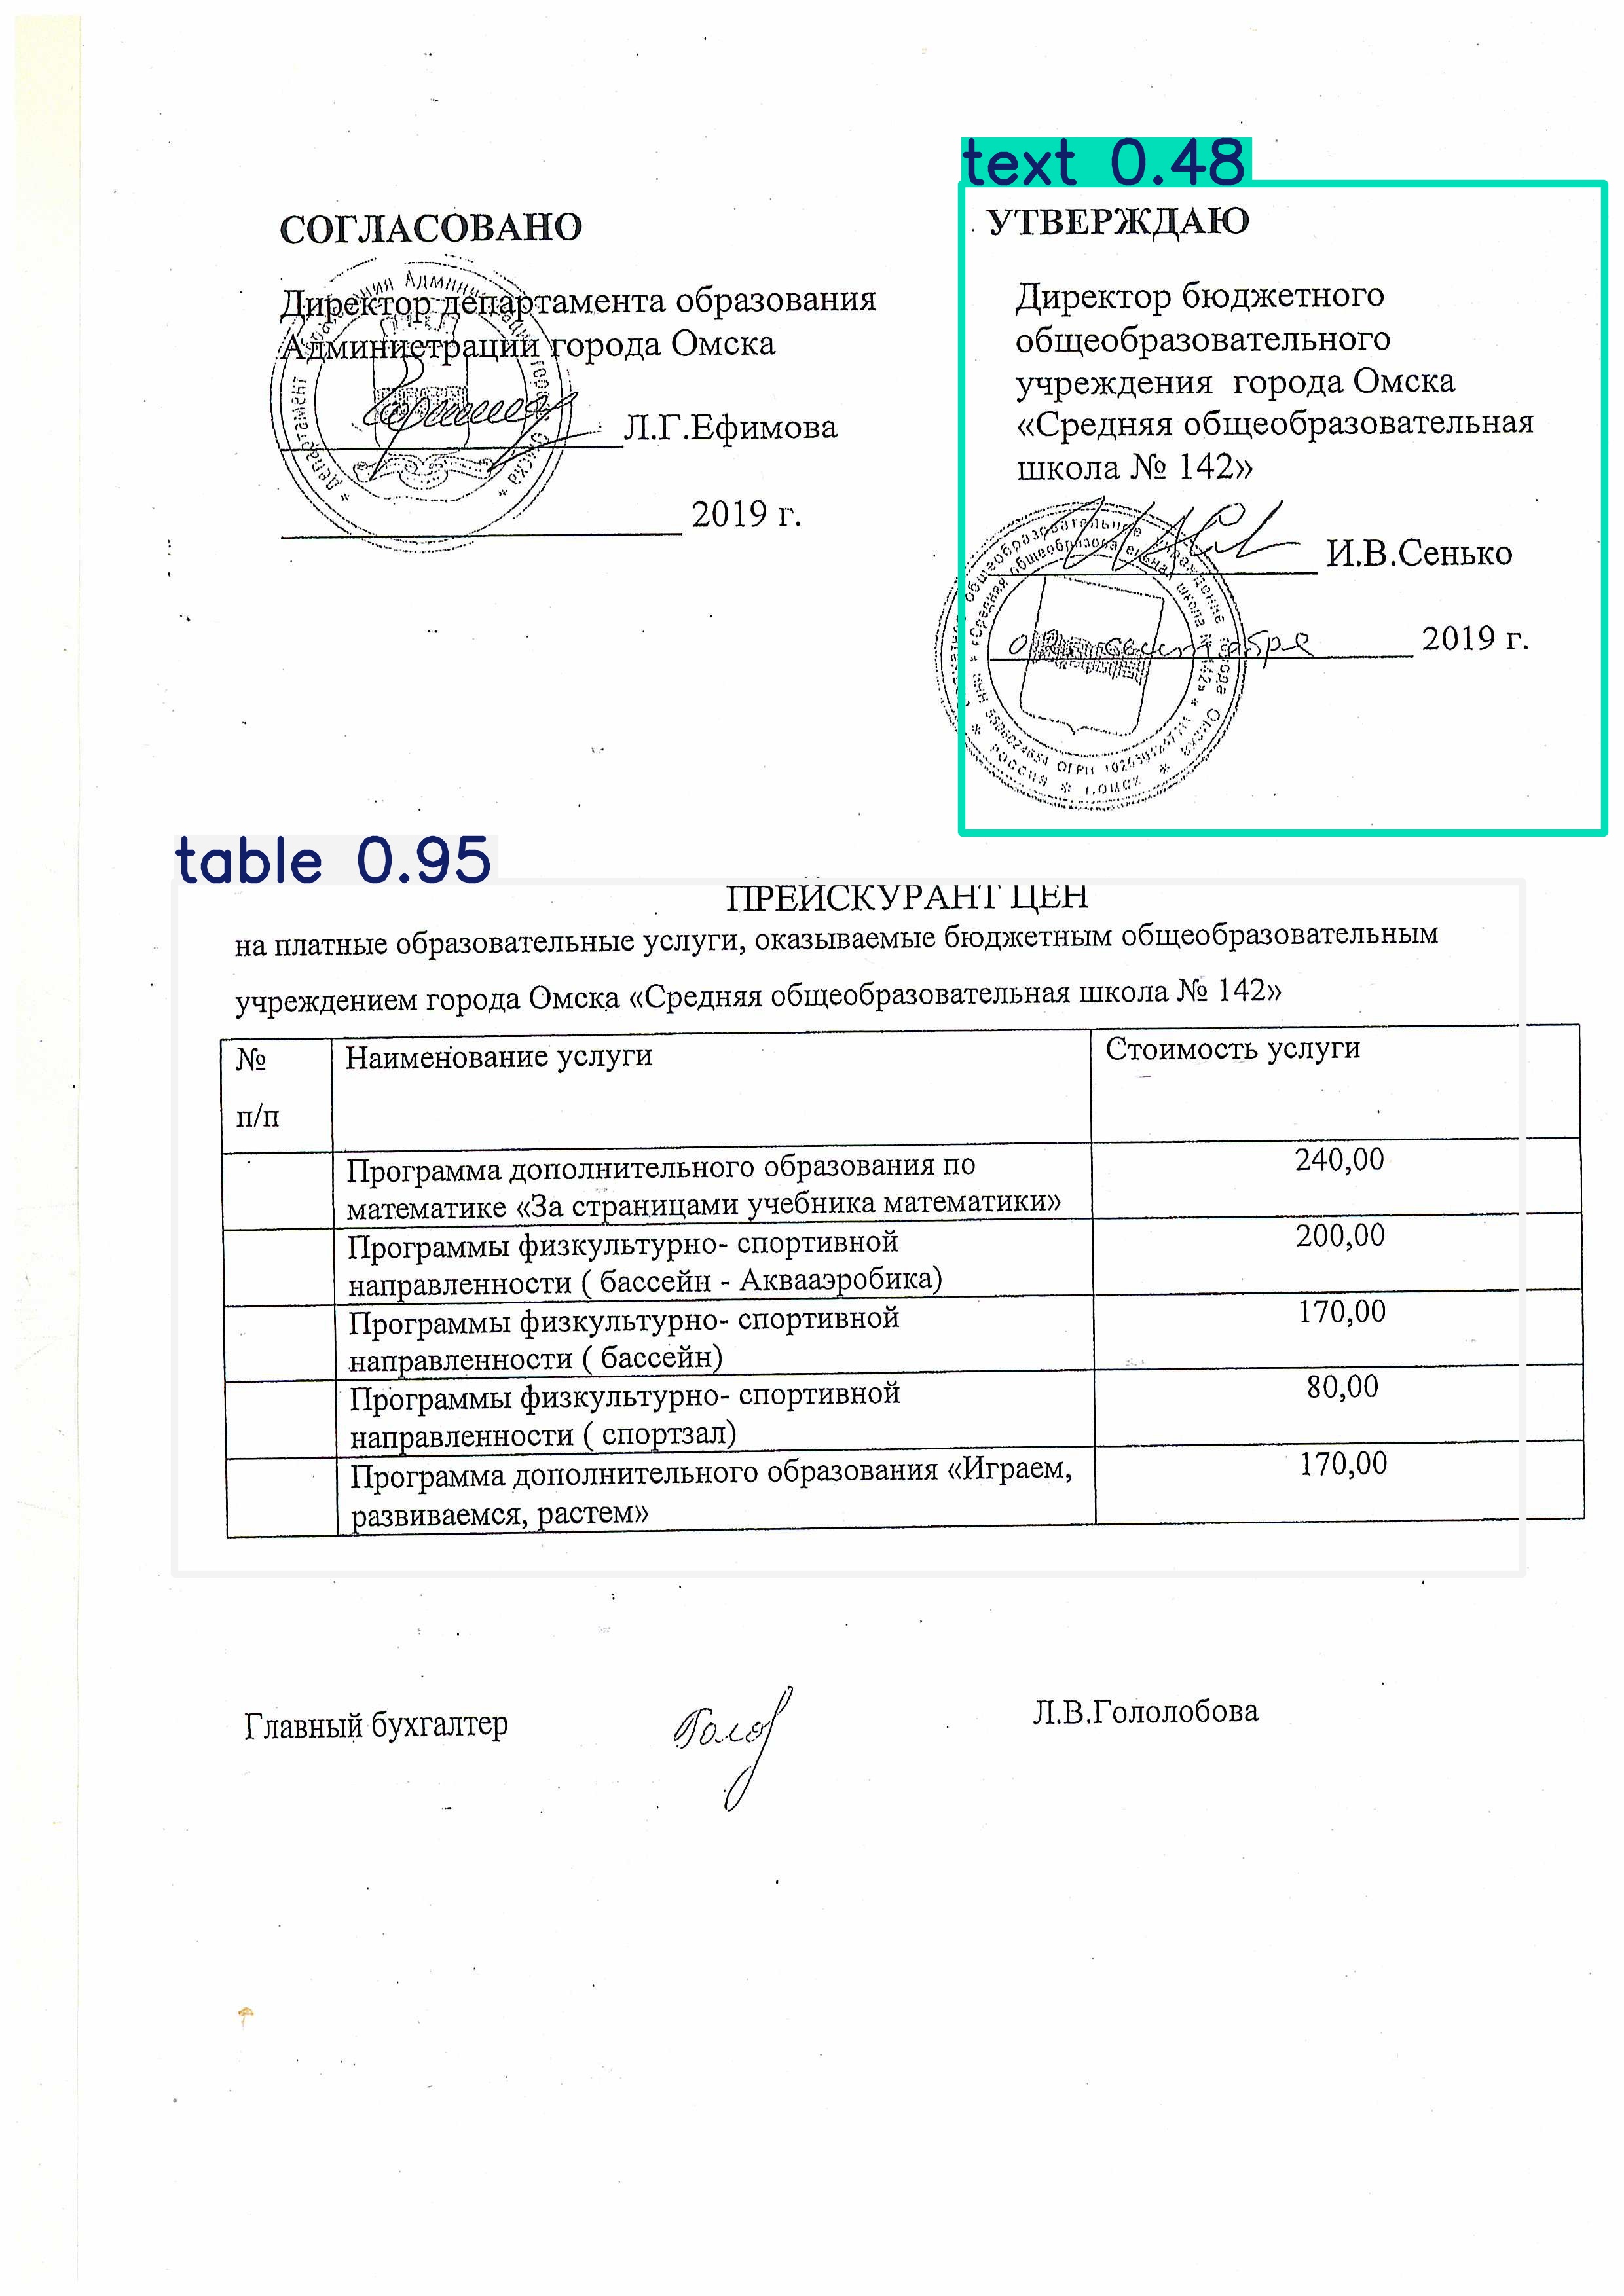 text 0.48
СОГЛАСОВАНО
Директор департамента образования
Администрации города Омска
Л.Г.Ефимова
2019 г.
УТВЕРЖДАЮ
Директор бюджетного
общеобразовательного
учреждения города Омска
«Средняя общеобразовательная
школа № 142»
И.В.Сенько
сентября 2019 г.
table 0.95
ПРЕЙСКУРАНТ ЦЕН
на платные образовательные услуги, оказываемые бюджетным общеобразовательным
учреждением города Омска «Средняя общеобразовательная школа № 142»
№ Наименование услуги Стоимость услуги
п/п
Программа дополнительного образования по 240,00
математике «За страницами учебника математики»
Программы физкультурно- спортивной 200,00
направленности ( бассейн - Аквааэробика)
Программы физкультурно- спортивной 170,00
направленности ( бассейн)
Программы физкультурно- спортивной 80,00
направленности ( спортзал)
Программа дополнительного образования «Играем, 170,00
развиваемся, растем»
Главный бухгалтер Л.В.Гололобова